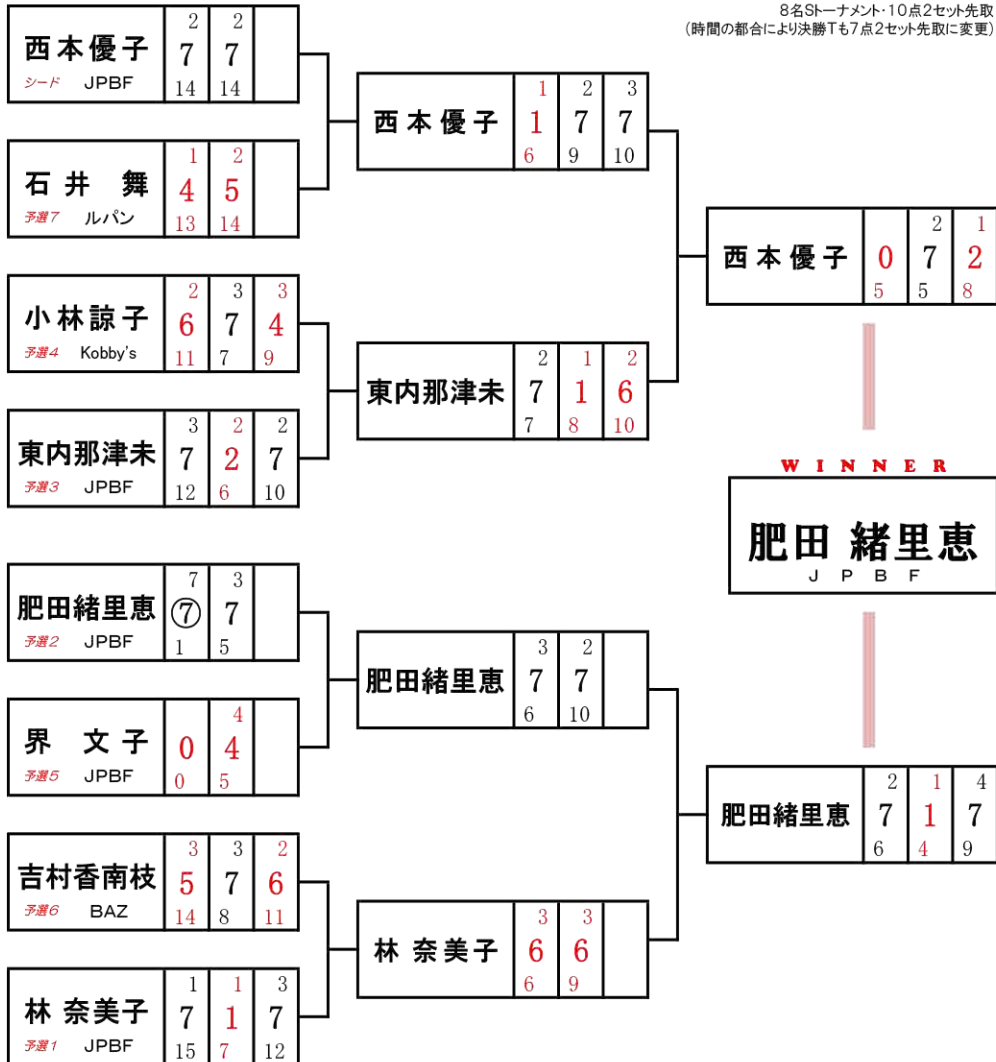 8名Sトーナメント・10点2セット先取
(時間の都合により決勝Tも7点2セット先取に変更)
2 2
西本優子 7 7
シード JPBF 14 14
1 2
石井 舞 4 5
予選7 ルパン 13 14
2 3 3
小林諒子 6 7 4
予選4 Kobby's 11 7 9
3 2 2
東内那津未 7 2 7
予選3 JPBF 12 6 10
7 3
肥田緒里恵 7 7
予選2 JPBF 1 5
4
界 文子 0 4
予選5 JPBF 0 5
3 3 2
吉村香南枝 5 7 6
予選6 BAZ 14 8 11
1 1 3
林 奈美子 7 1 7
予選1 JPBF 15 7 12
1 2 3
西本優子 1 7 7
6 9 10
2 1 2
東内那津未 7 1 6
7 8 10
3 2
肥田緒里恵 7 7
6 10
3 3
林 奈美子 6 6
6 9
2 1
西本優子 0 7 2
5 5 8
WINNER
肥田 緒里恵
JPBF
2 1 4
肥田緒里恵 7 1 7
6 4 9